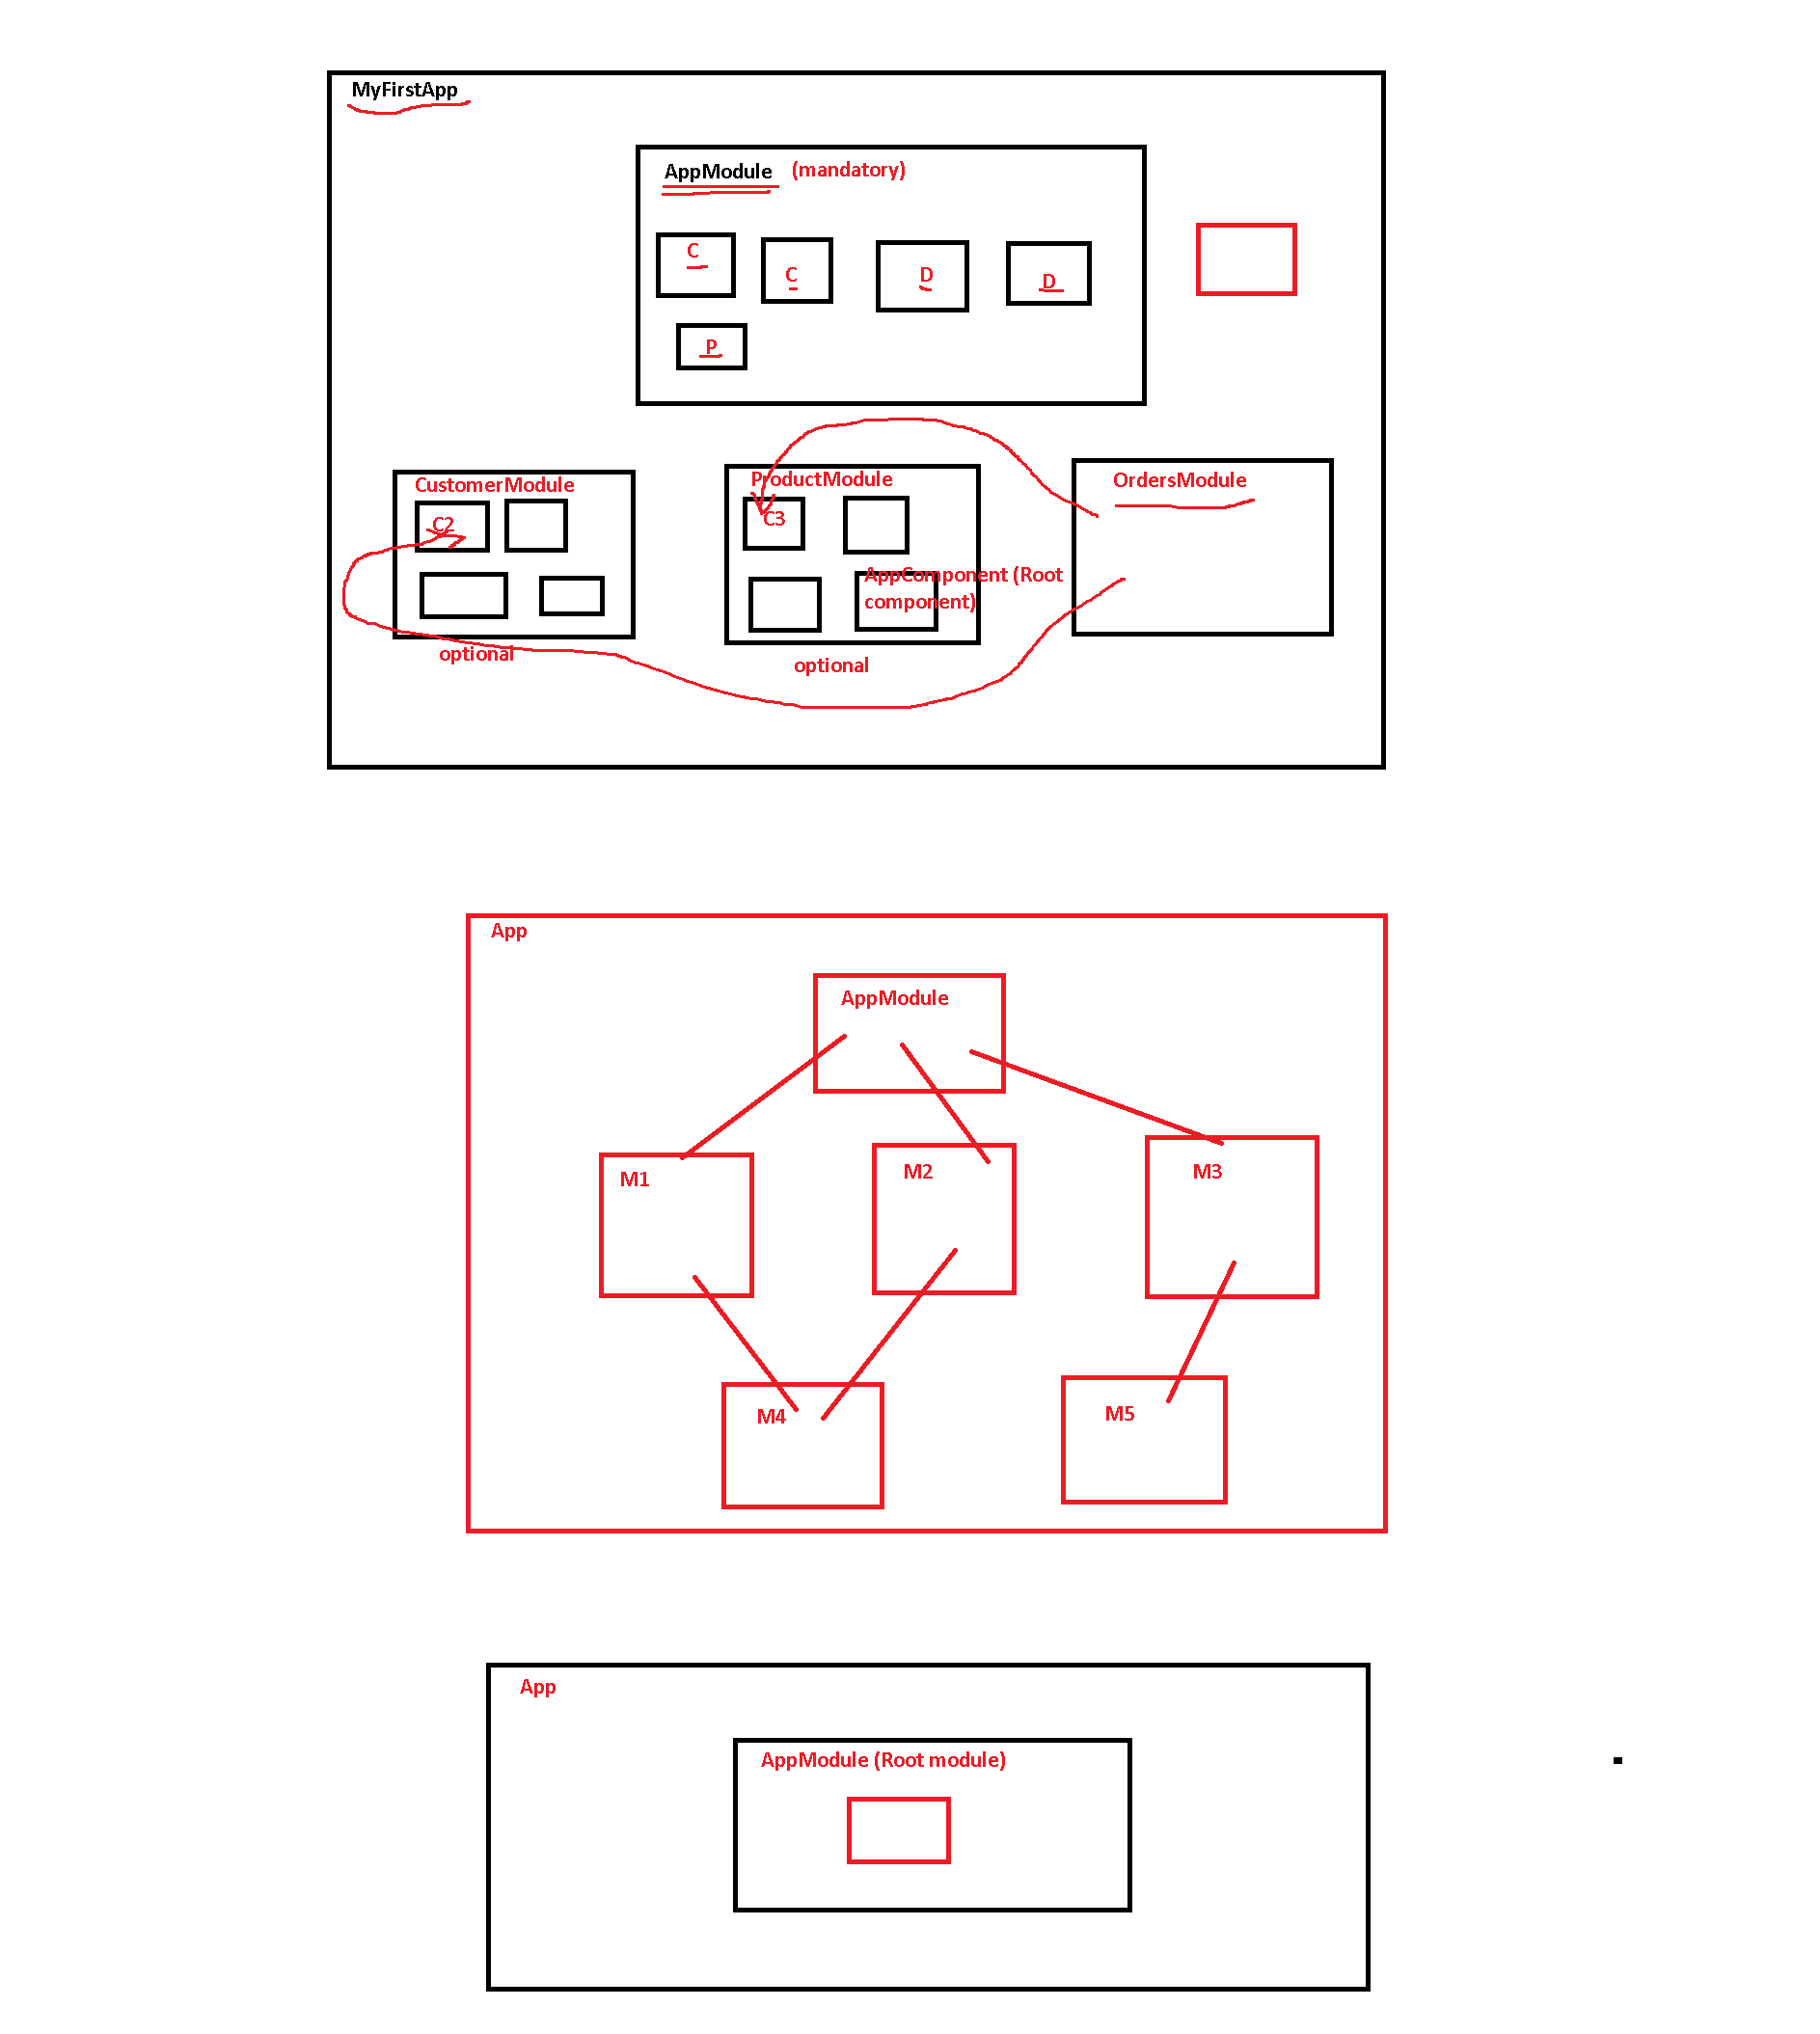 MyFirstApp
AppModule (mandatory)
C
C
D
D
P
CustomerModule
ProductModule
OrdersModule
C2
C3
AppComponent (Root
component)
optional
optional
App
AppModule
M1
M2
M3
M4
M5
App
AppModule (Root module)